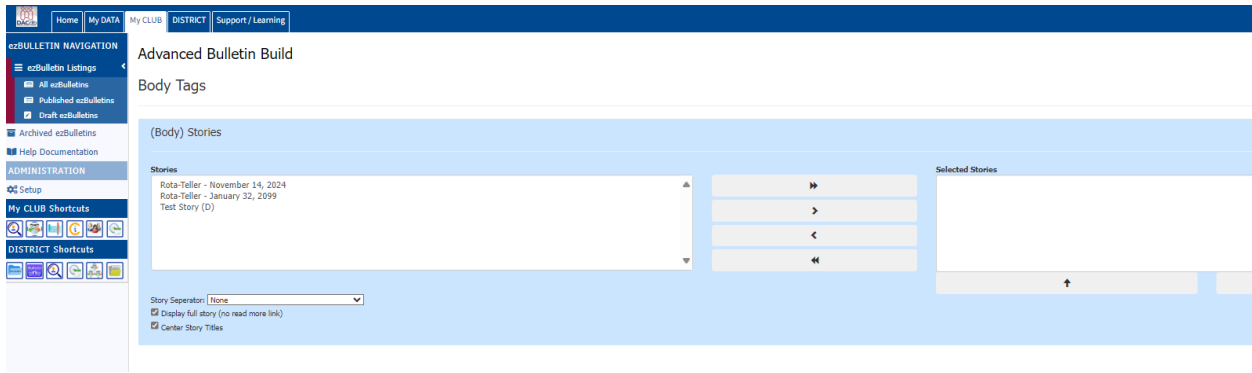 DACdb
Home My DATA My CLUB DISTRICT Support / Learning
ezBULLETIN NAVIGATION
ezBulletin Listings
All ezBulletins
Published ezBulletins
Draft ezBulletins
Archived ezBulletins
Help Documentation
ADMINISTRATION
Setup
My CLUB Shortcuts
DISTRICT Shortcuts
Advanced Bulletin Build
Body Tags
(Body) Stories
Stories
Rota-Teller - November 14, 2024
Rota-Teller - January 32, 2099
Test Story (D)
Selected Stories
Story Seperator: None
Display full story (no read more link)
Center Story Titles